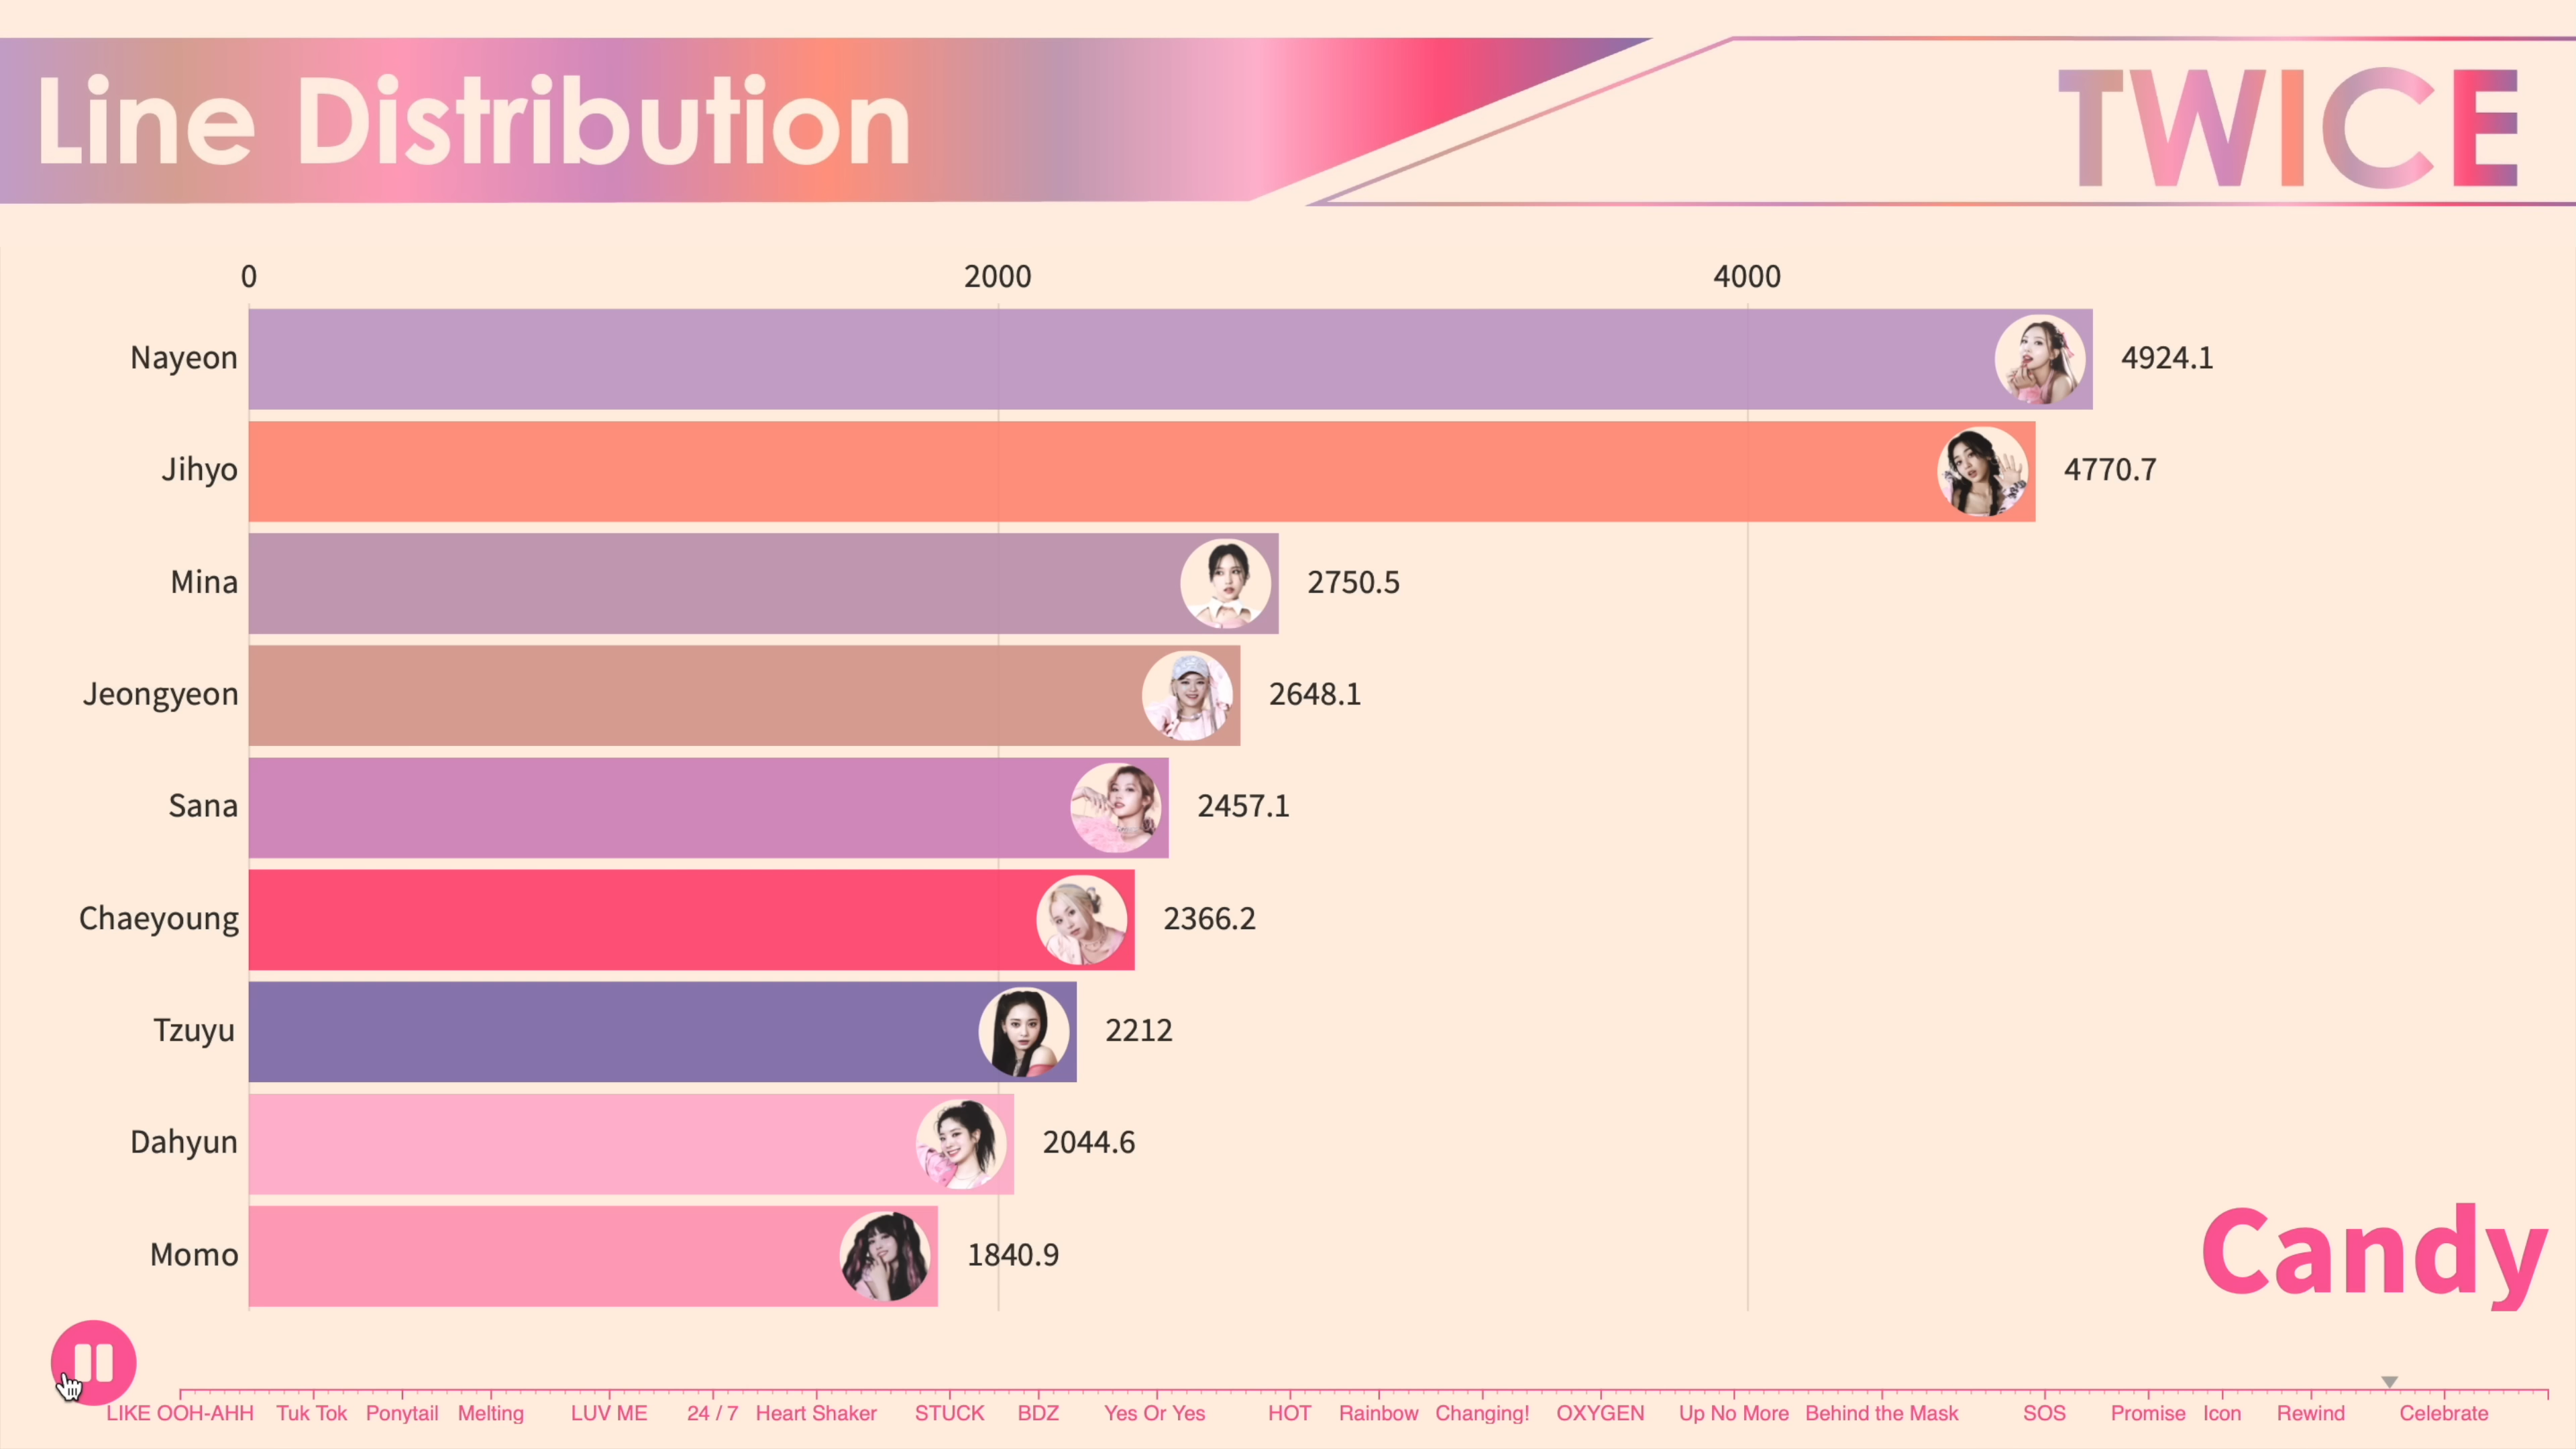 Line Distribution
TWICE
0 2000 4000
Nayeon 4924.1
Jihyo 4770.7
Mina 2750.5
Jeongyeon 2648.1
Sana 2457.1
Chaeyoung 2366.2
Tzuyu 2212
Dahyun 2044.6
Momo 1840.9
Candy
LIKE OOH-AHH Tuk Tok Ponytail Melting LUV ME 24 / 7 Heart Shaker STUCK BDZ Yes Or Yes HOT Rainbow Changing! OXYGEN Up No More Behind the Mask SOS Promise Icon Rewind Celebrate